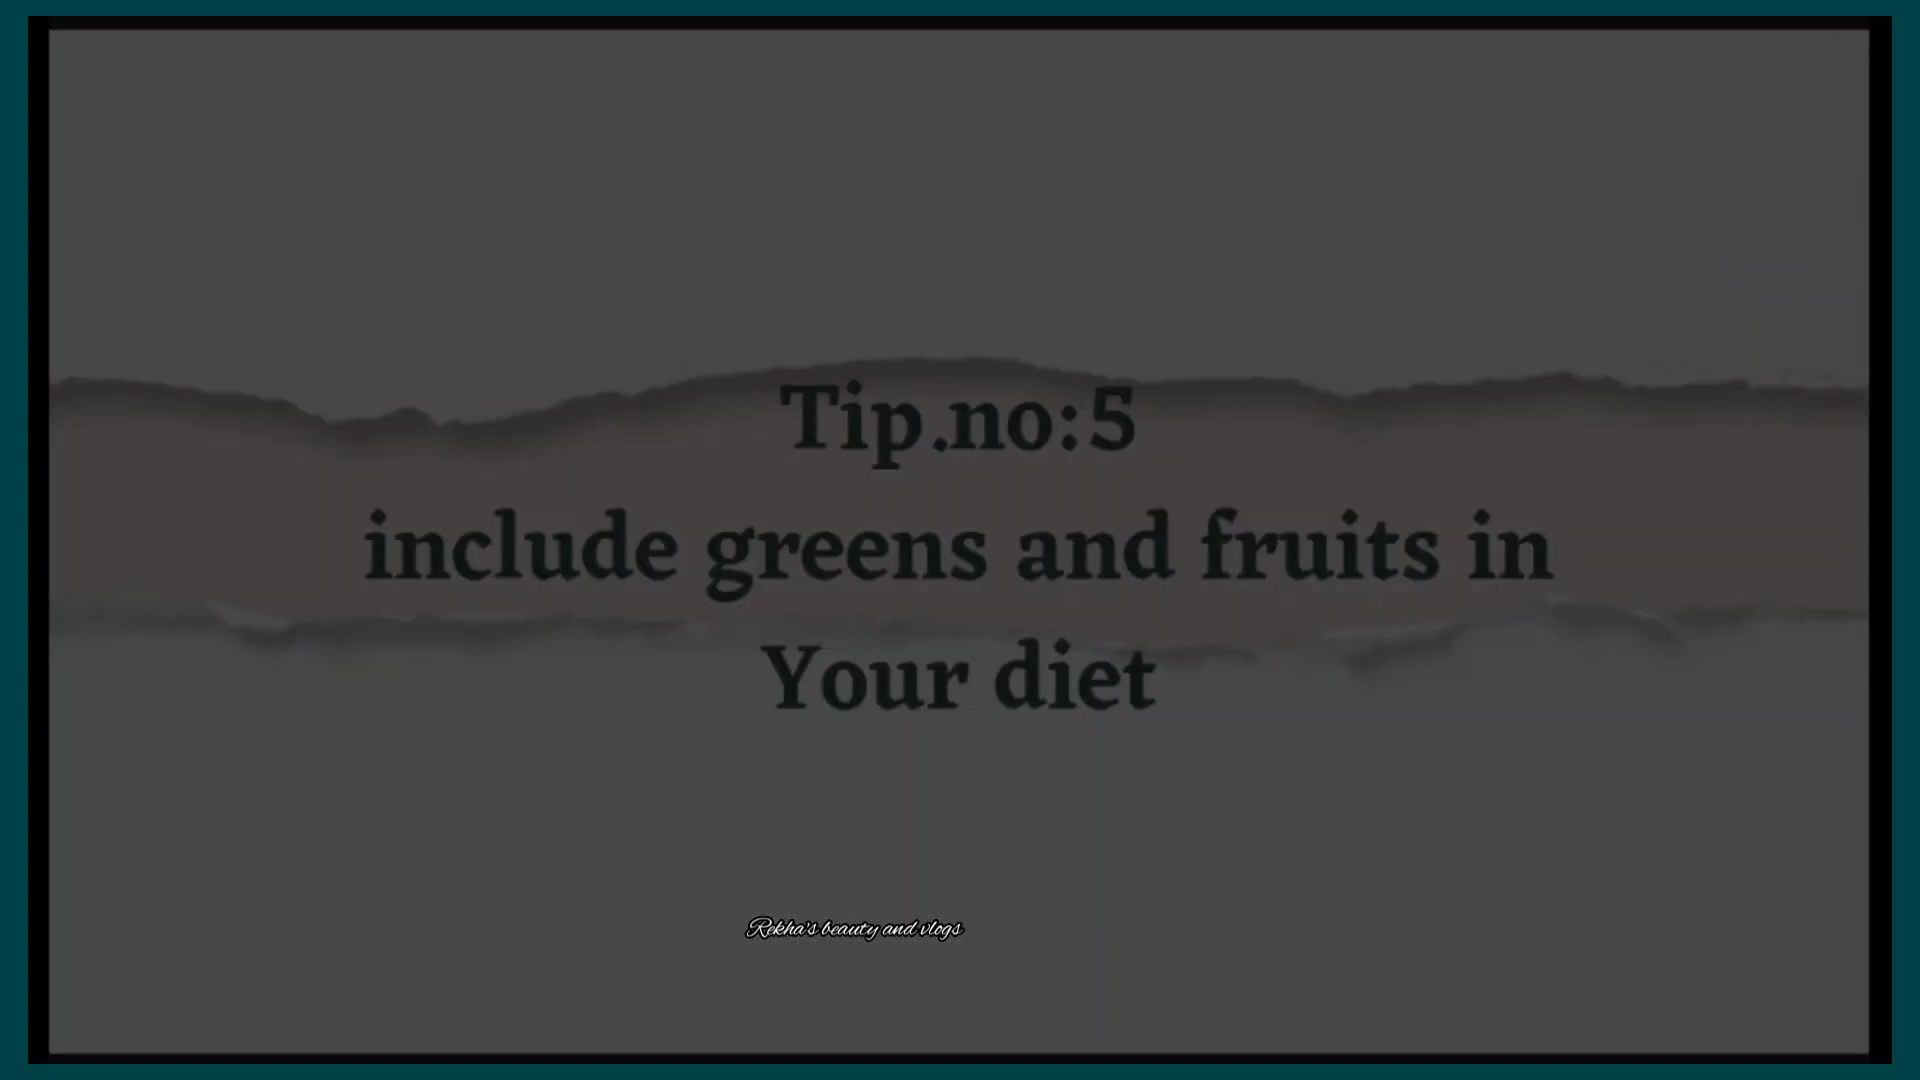 Tip.no:5
include greens and fruits in
Your diet
Rekha's beauty and vlogs